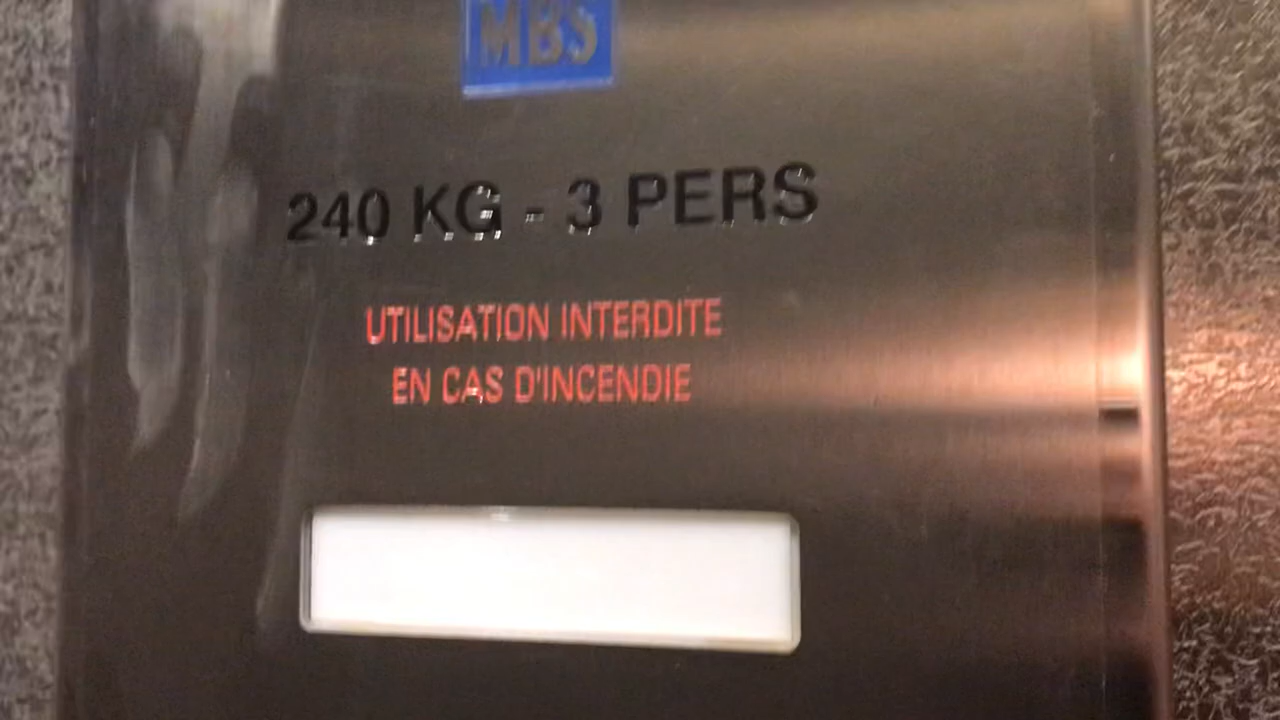 MBS
240 KG - 3 PERS
UTILISATION INTERDITE
EN CAS D'INCENDIE